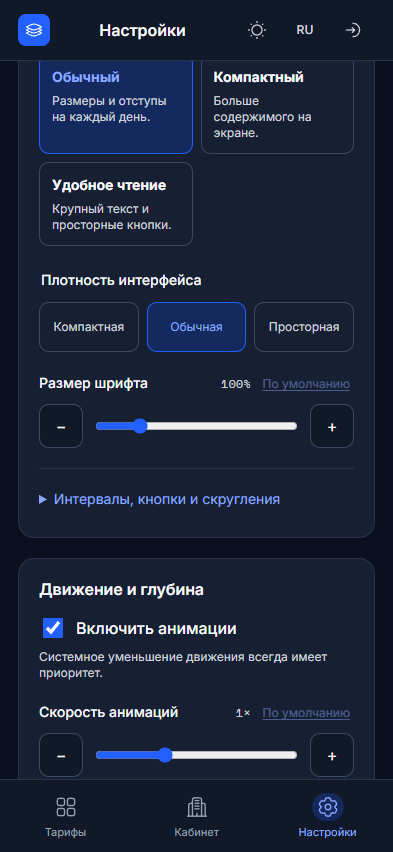 Настройки
RU
Обычный
Размеры и отступы
на каждый день.
Компактный
Больше
содержимого на
экране.
Удобное чтение
Крупный текст и
просторные кнопки.
Плотность интерфейса
Компактная
Обычная
Просторная
Размер шрифта
100%
По умолчанию
−
+
▶ Интервалы, кнопки и скругления
Движение и глубина
Включить анимации
Системное уменьшение движения всегда имеет
приоритет.
Скорость анимаций
1×
По умолчанию
−
+
Тарифы
Кабинет
Настройки